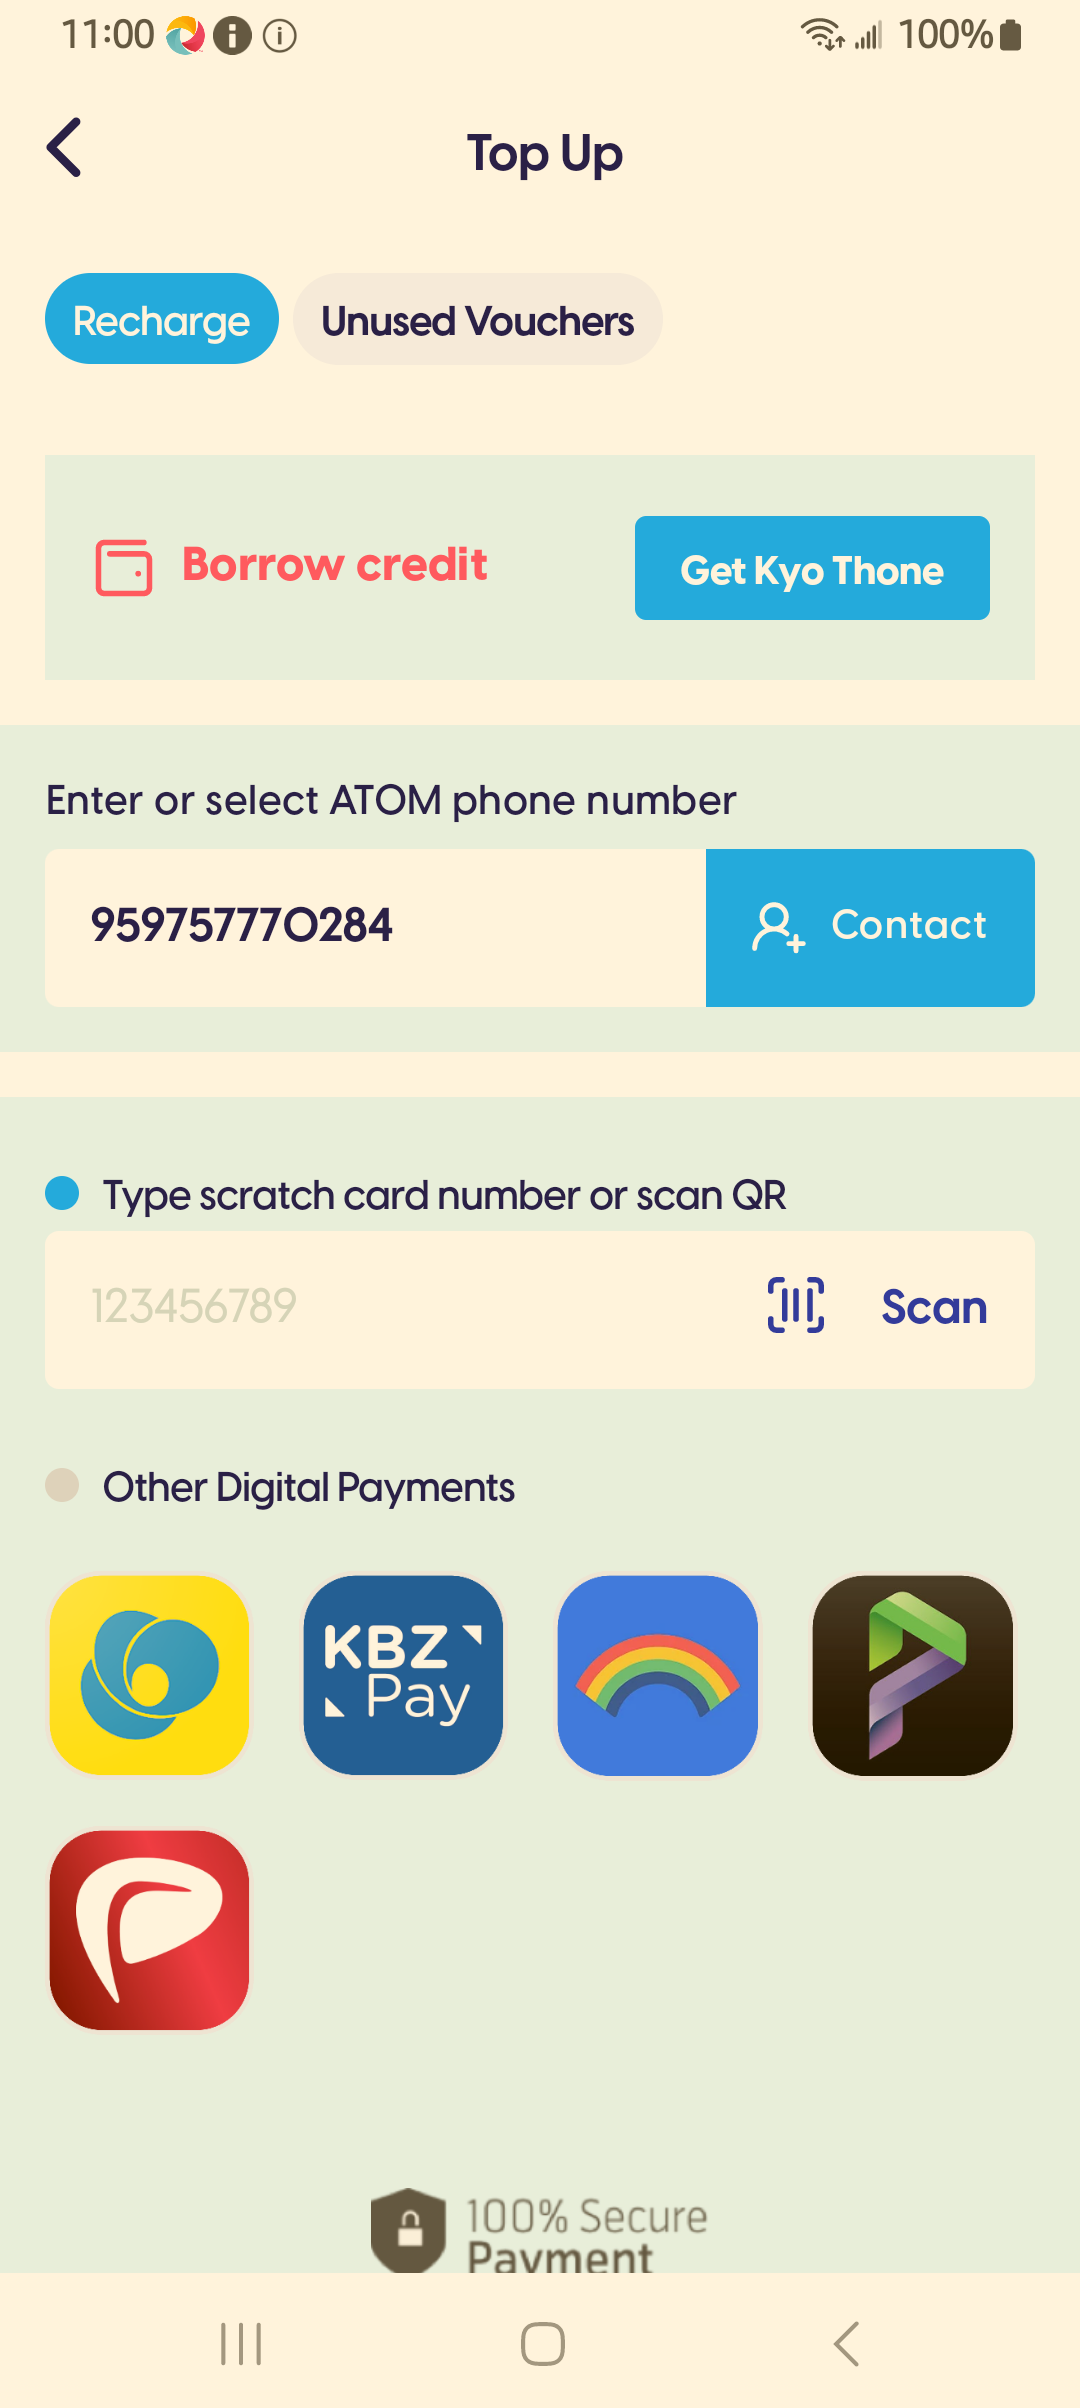 11:00
100%
Top Up
Recharge
Unused Vouchers
Borrow credit
Get Kyo Thone
Enter or select ATOM phone number
959757770284
Contact
Type scratch card number or scan QR
123456789
Scan
Other Digital Payments
KBZ
Pay
100% Secure
Payment